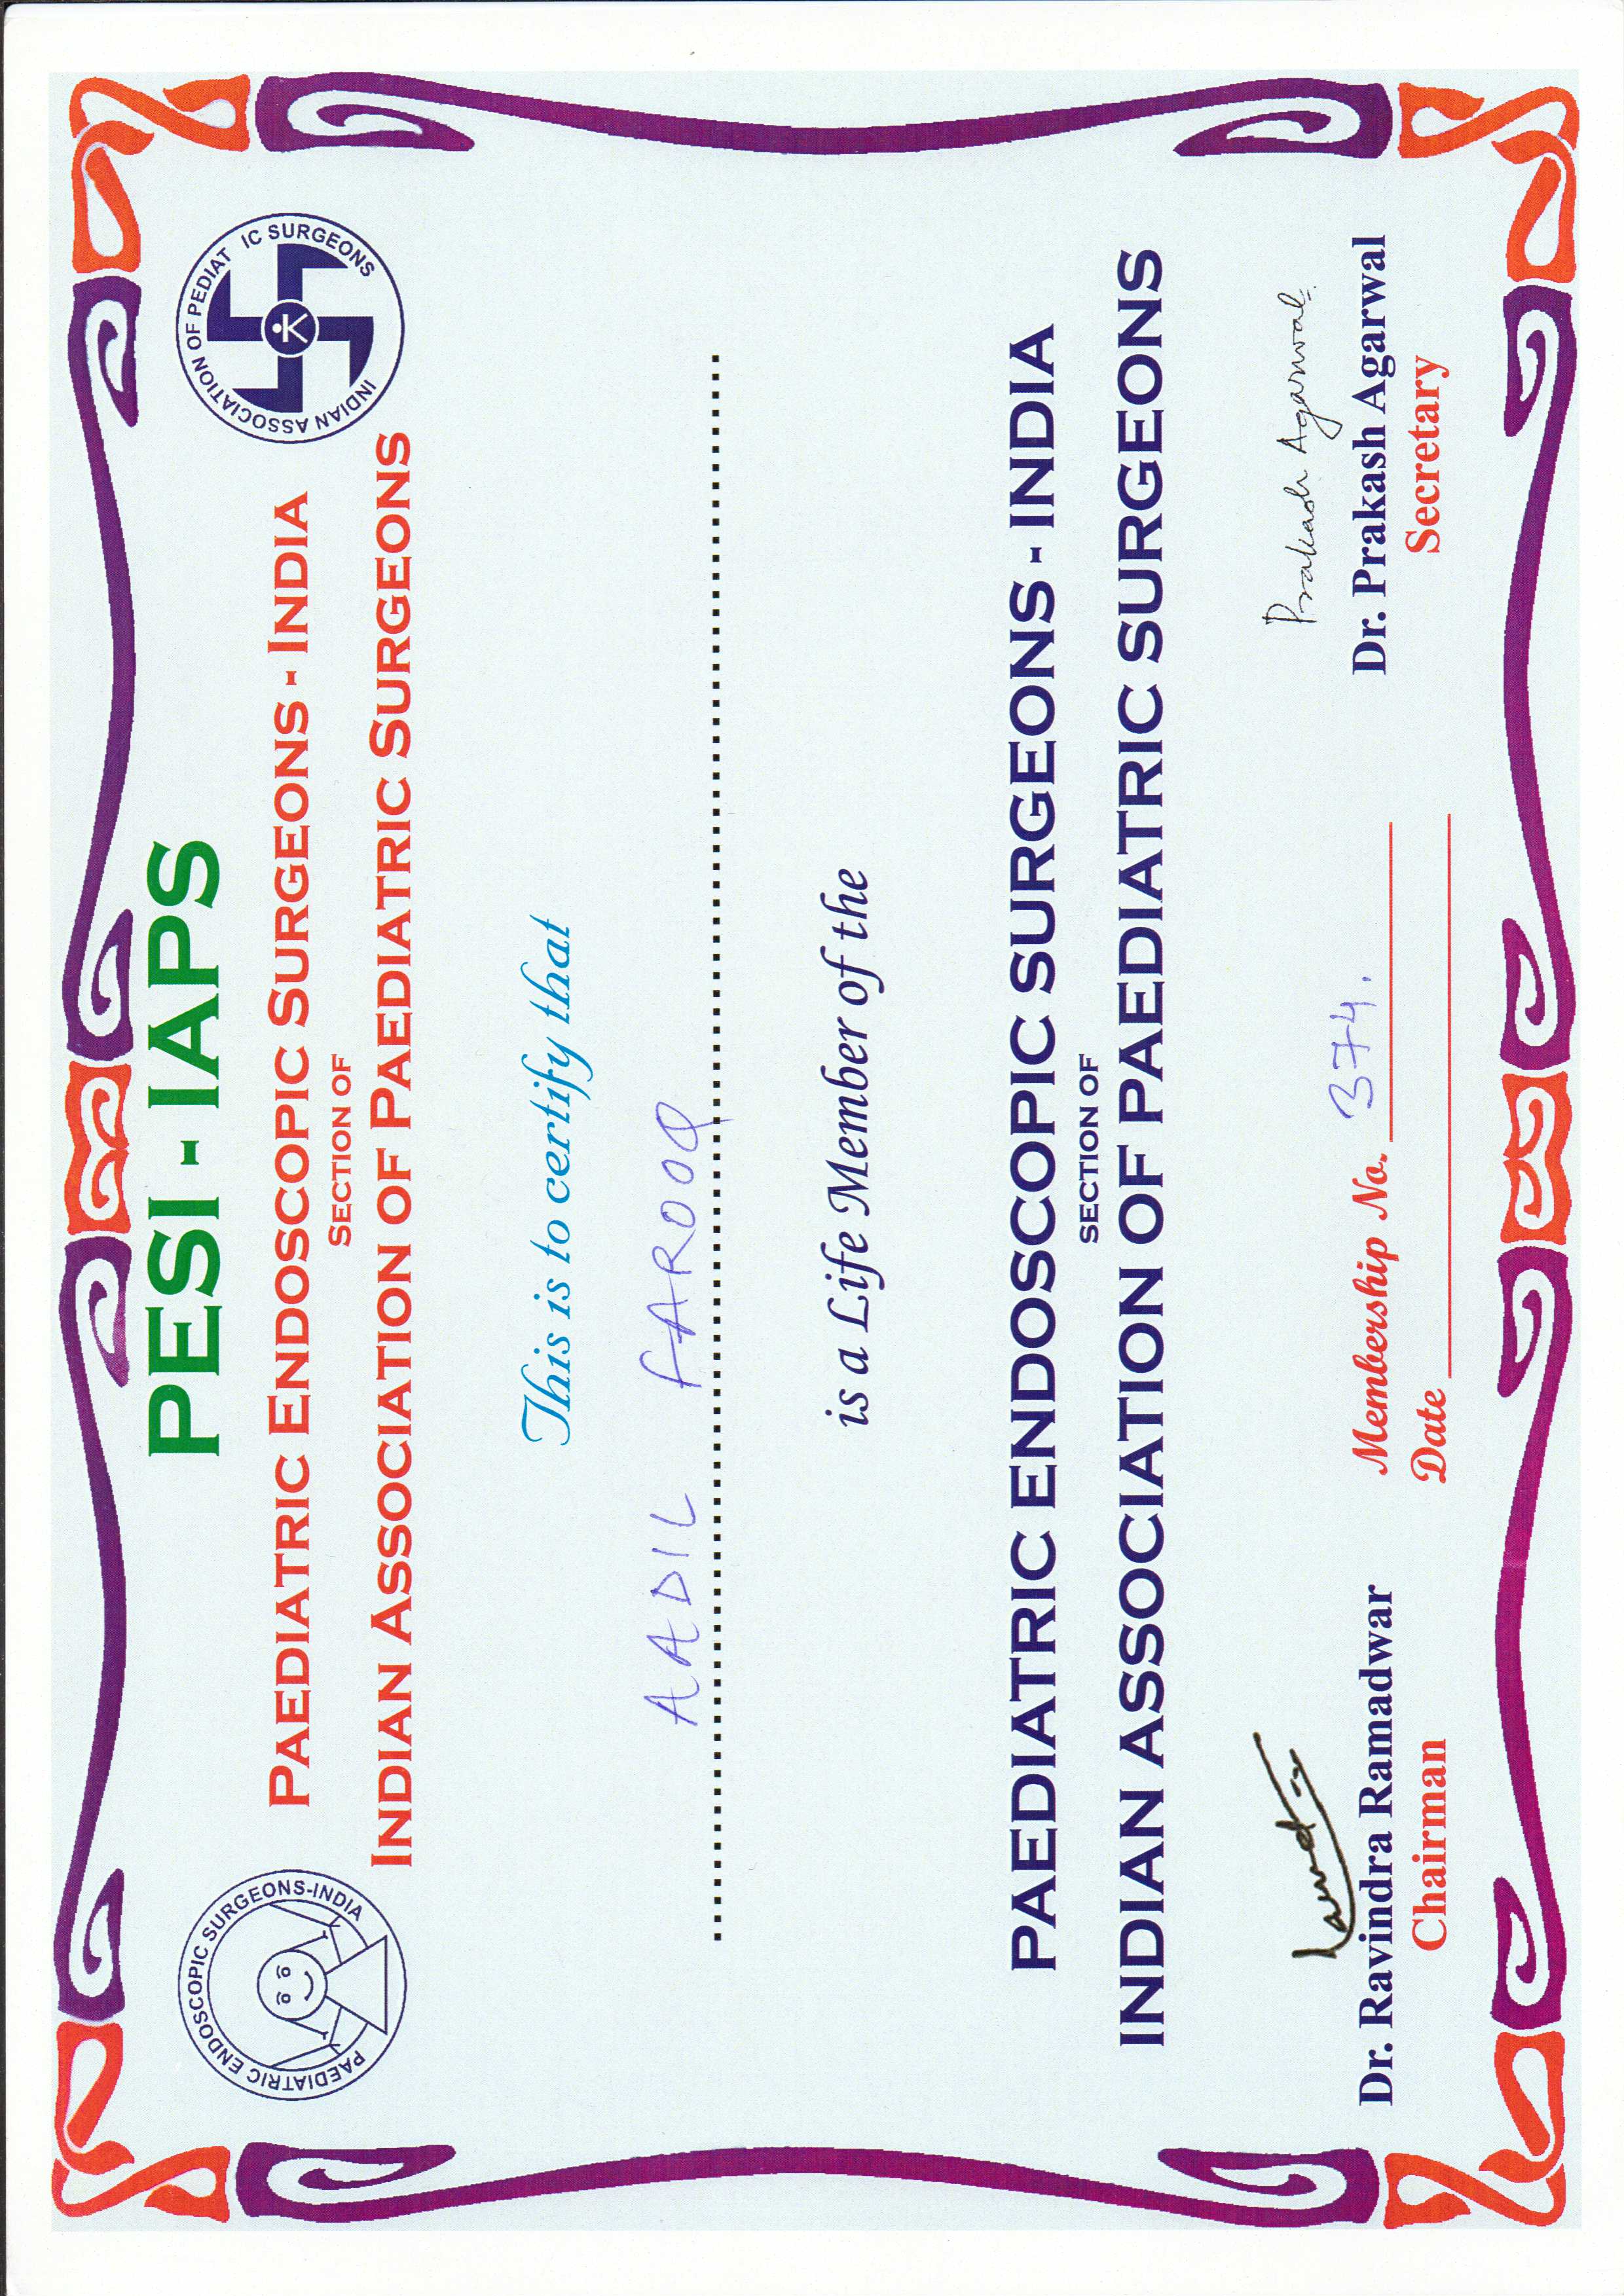 PESI - IAPS
PAEDIATRIC ENDOSCOPIC SURGEONS - INDIA
SECTION OF
INDIAN ASSOCIATION OF PAEDIATRIC SURGEONS
PAEDIATRIC ENDOSCOPIC SURGEONS-INDIA
INDIAN ASSOCIATION OF PEDIAT IC SURGEONS
This is to certify that
AADIL FAROOQ
is a Life Member of the
PAEDIATRIC ENDOSCOPIC SURGEONS - INDIA
SECTION OF
INDIAN ASSOCIATION OF PAEDIATRIC SURGEONS
Prakash Agarwal
Dr. Ravindra Ramadwar
Chairman
Membership No. 374.
Date
Dr. Prakash Agarwal
Secretary